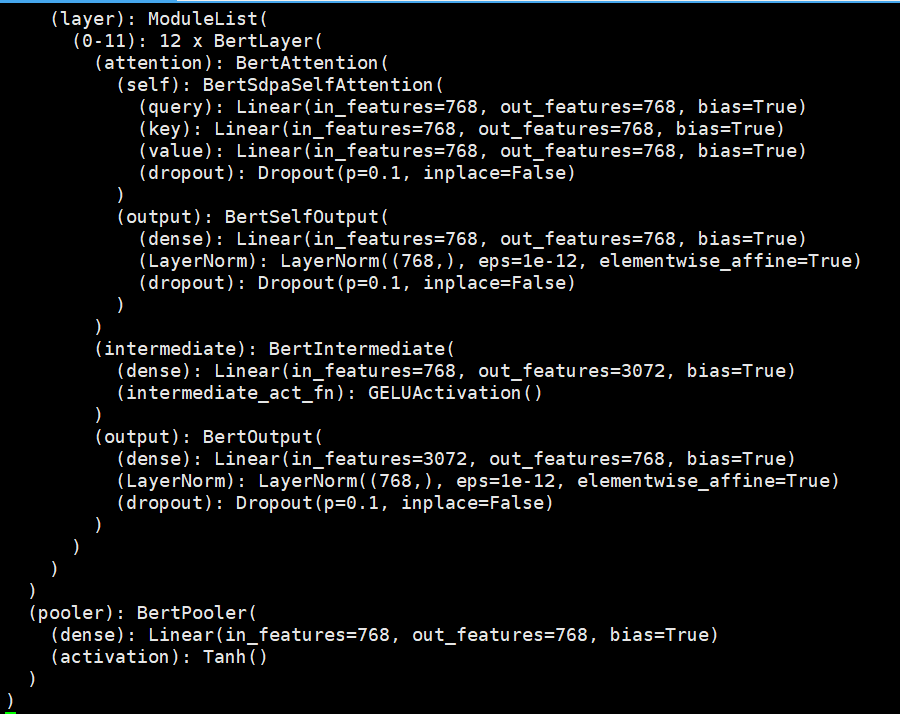 (layer): ModuleList(
(0-11): 12 x BertLayer(
(attention): BertAttention(
(self): BertSdpaSelfAttention(
(query): Linear(in_features=768, out_features=768, bias=True)
(key): Linear(in_features=768, out_features=768, bias=True)
(value): Linear(in_features=768, out_features=768, bias=True)
(dropout): Dropout(p=0.1, inplace=False)
)
(output): BertSelfOutput(
(dense): Linear(in_features=768, out_features=768, bias=True)
(LayerNorm): LayerNorm((768,), eps=1e-12, elementwise_affine=True)
(dropout): Dropout(p=0.1, inplace=False)
)
)
(intermediate): BertIntermediate(
(dense): Linear(in_features=768, out_features=3072, bias=True)
(intermediate_act_fn): GELUActivation()
)
(output): BertOutput(
(dense): Linear(in_features=3072, out_features=768, bias=True)
(LayerNorm): LayerNorm((768,), eps=1e-12, elementwise_affine=True)
(dropout): Dropout(p=0.1, inplace=False)
)
)
)
)
(pooler): BertPooler(
(dense): Linear(in_features=768, out_features=768, bias=True)
(activation): Tanh()
)
)